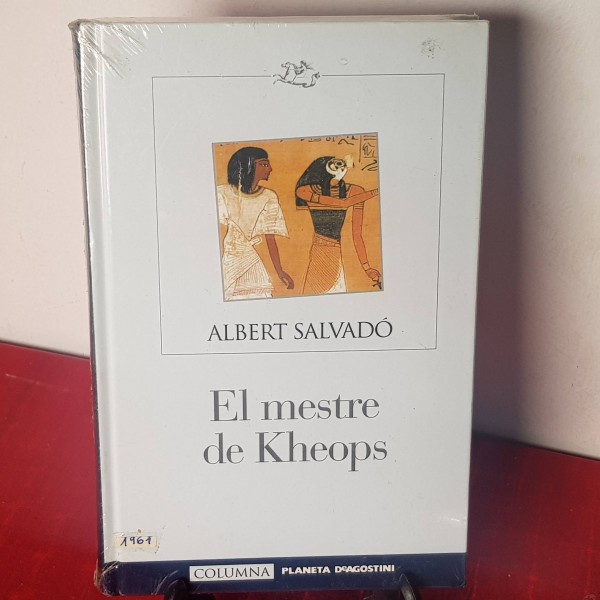 ALBERT SALVADÓ
El mestre
de Kheops
1961
COLUMNA PLANETA DEAGOSTINI